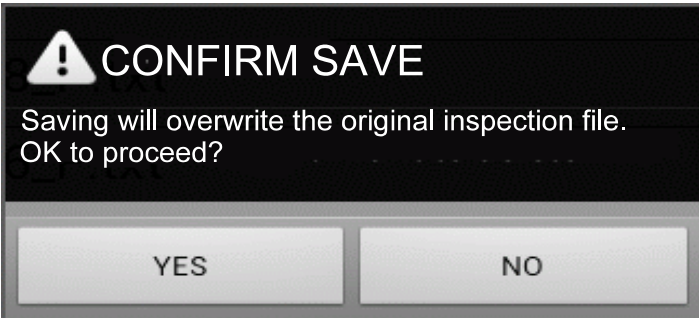 CONFIRM SAVE
Saving will overwrite the original inspection file.
OK to proceed?
YES
NO